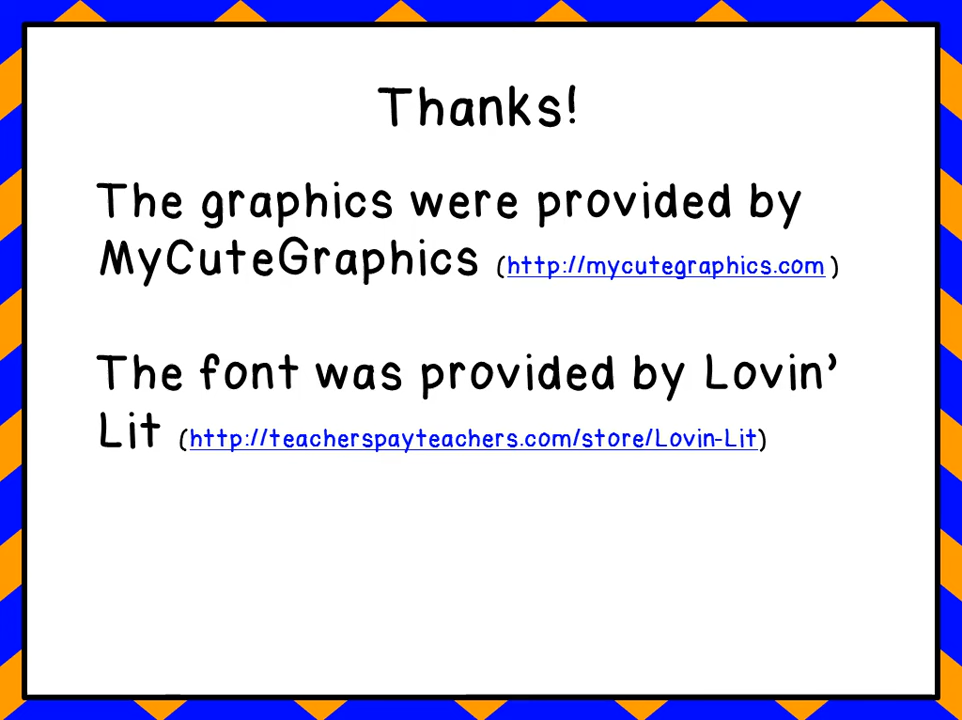 Thanks!
The graphics were provided by
MyCuteGraphics (http://mycutegraphics.com )
The font was provided by Lovin’
Lit (http://teacherspayteachers.com/store/Lovin-Lit)